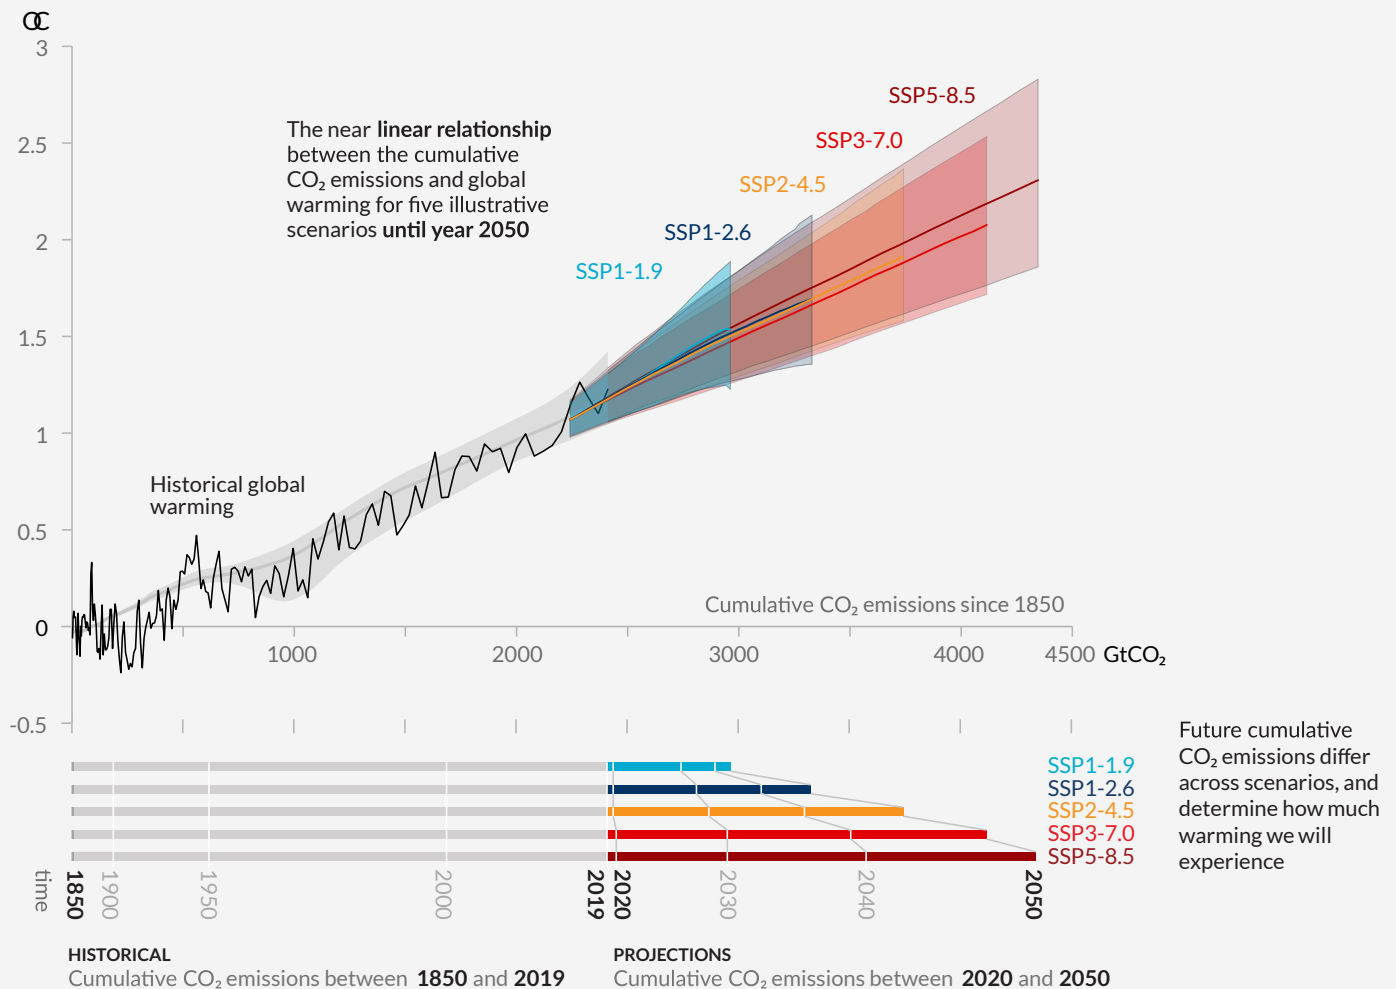 OC
3
2.5
2
1.5
1
0.5
0
-0.5
The near linear relationship
between the cumulative
CO₂ emissions and global
warming for five illustrative
scenarios until year 2050
SSP5-8.5
SSP3-7.0
SSP2-4.5
SSP1-2.6
SSP1-1.9
Historical global
warming
Cumulative CO₂ emissions since 1850
1000
2000
3000
4000
4500
GtCO₂
Future cumulative
CO₂ emissions differ
across scenarios, and
determine how much
warming we will
experience
SSP1-1.9
SSP1-2.6
SSP2-4.5
SSP3-7.0
SSP5-8.5
time
1850
1900
1950
2000
2019
2020
2030
2040
2050
HISTORICAL
Cumulative CO₂ emissions between 1850 and 2019
PROJECTIONS
Cumulative CO₂ emissions between 2020 and 2050